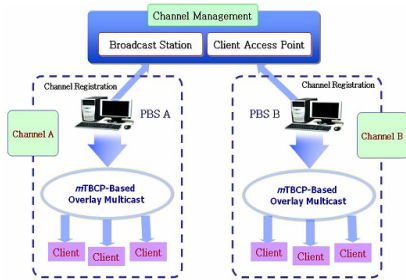 Channel Management
Broadcast Station
Client Access Point
Channel Registration
Channel Registration
PBS A
PBS B
Channel A
Channel B
mTBCP-Based
Overlay Multicast
mTBCP-Based
Overlay Multicast
Client
Client
Client
Client
Client
Client